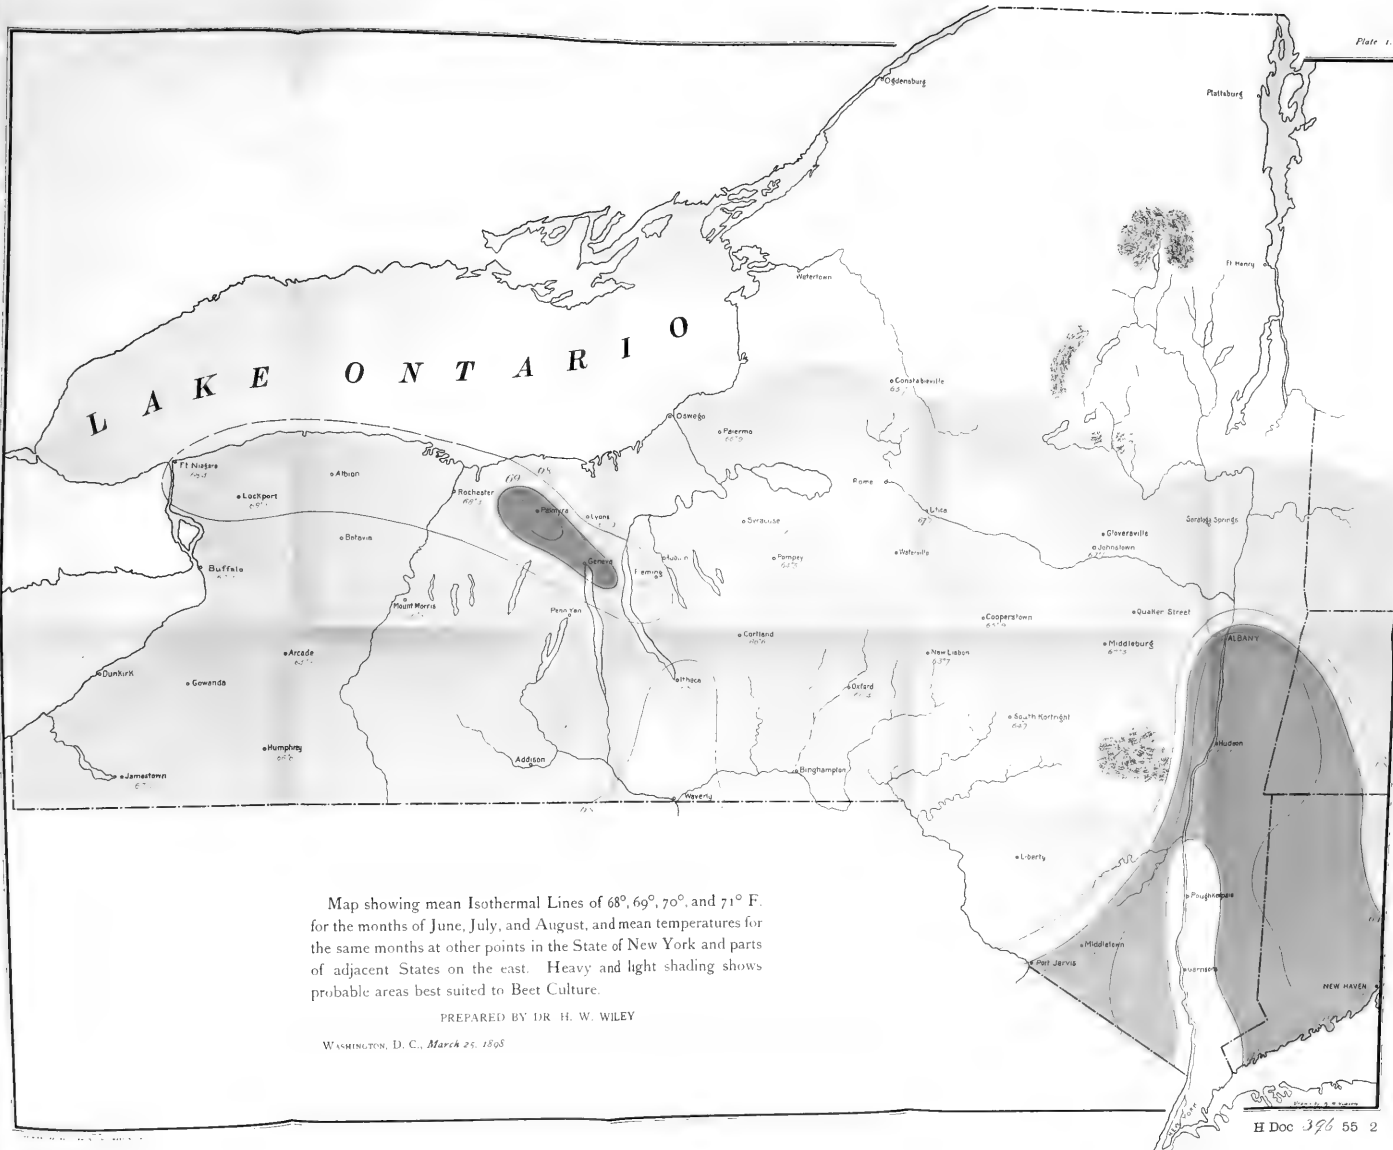 Plate 1.
Ogdensburg
Plattsburg
Ft Henry
Watertown
LAKE ONTARIO
Constableville
Oswego
Palermo
Ft Niagara
Albion
Lockport
Rochester
69
Palmyra
Lyons
Rome
Utica
Syracuse
Saratoga Springs
Gloversville
Johnstown
Batavia
Waterville
Pompey
Buffalo
Geneva
Fleming
Mount Morris
Penn Yan
Cooperstown
Quaker Street
ALBANY
Cortland
Middleburg
New Lisbon
Arcade
Dunkirk
Gowanda
Ithaca
Oxford
South Kortright
Hudson
Humphrey
Addison
Binghampton
Jamestown
Waverly
Liberty
Poughkeepsie
Middletown
Port Jarvis
Garrisons
NEW HAVEN
Map showing mean Isothermal Lines of 68°, 69°, 70°, and 71° F.
for the months of June, July, and August, and mean temperatures for
the same months at other points in the State of New York and parts
of adjacent States on the east. Heavy and light shading shows
probable areas best suited to Beet Culture.
PREPARED BY DR H. W. WILEY
WASHINGTON, D. C., March 25, 1898
NEW YORK
H Doc 396 55 2